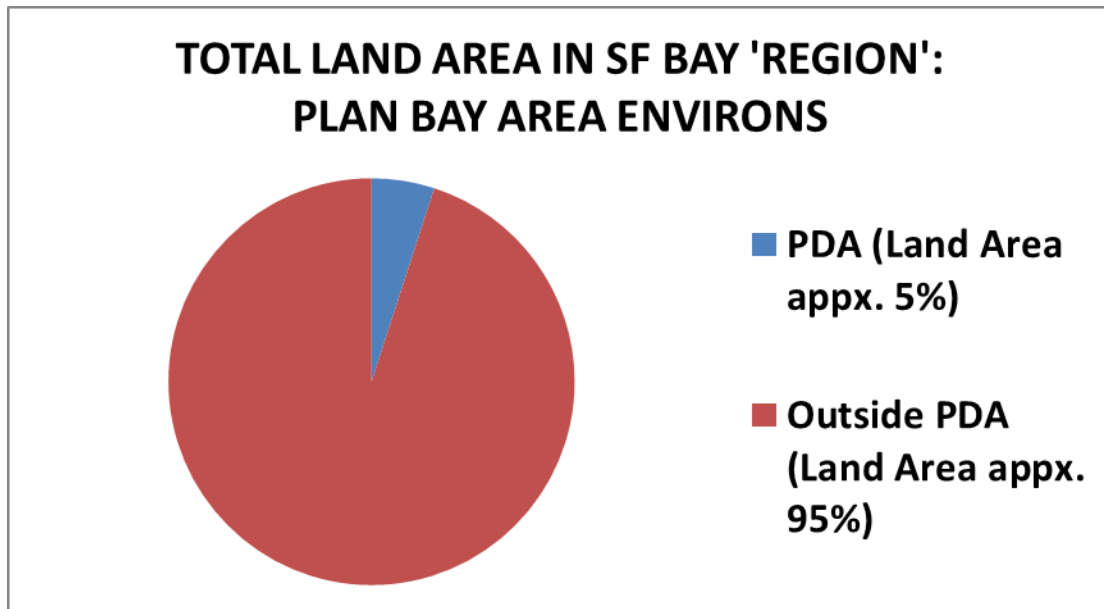 TOTAL LAND AREA IN SF BAY 'REGION':
PLAN BAY AREA ENVIRONS
PDA (Land Area
appx. 5%)
Outside PDA
(Land Area appx.
95%)